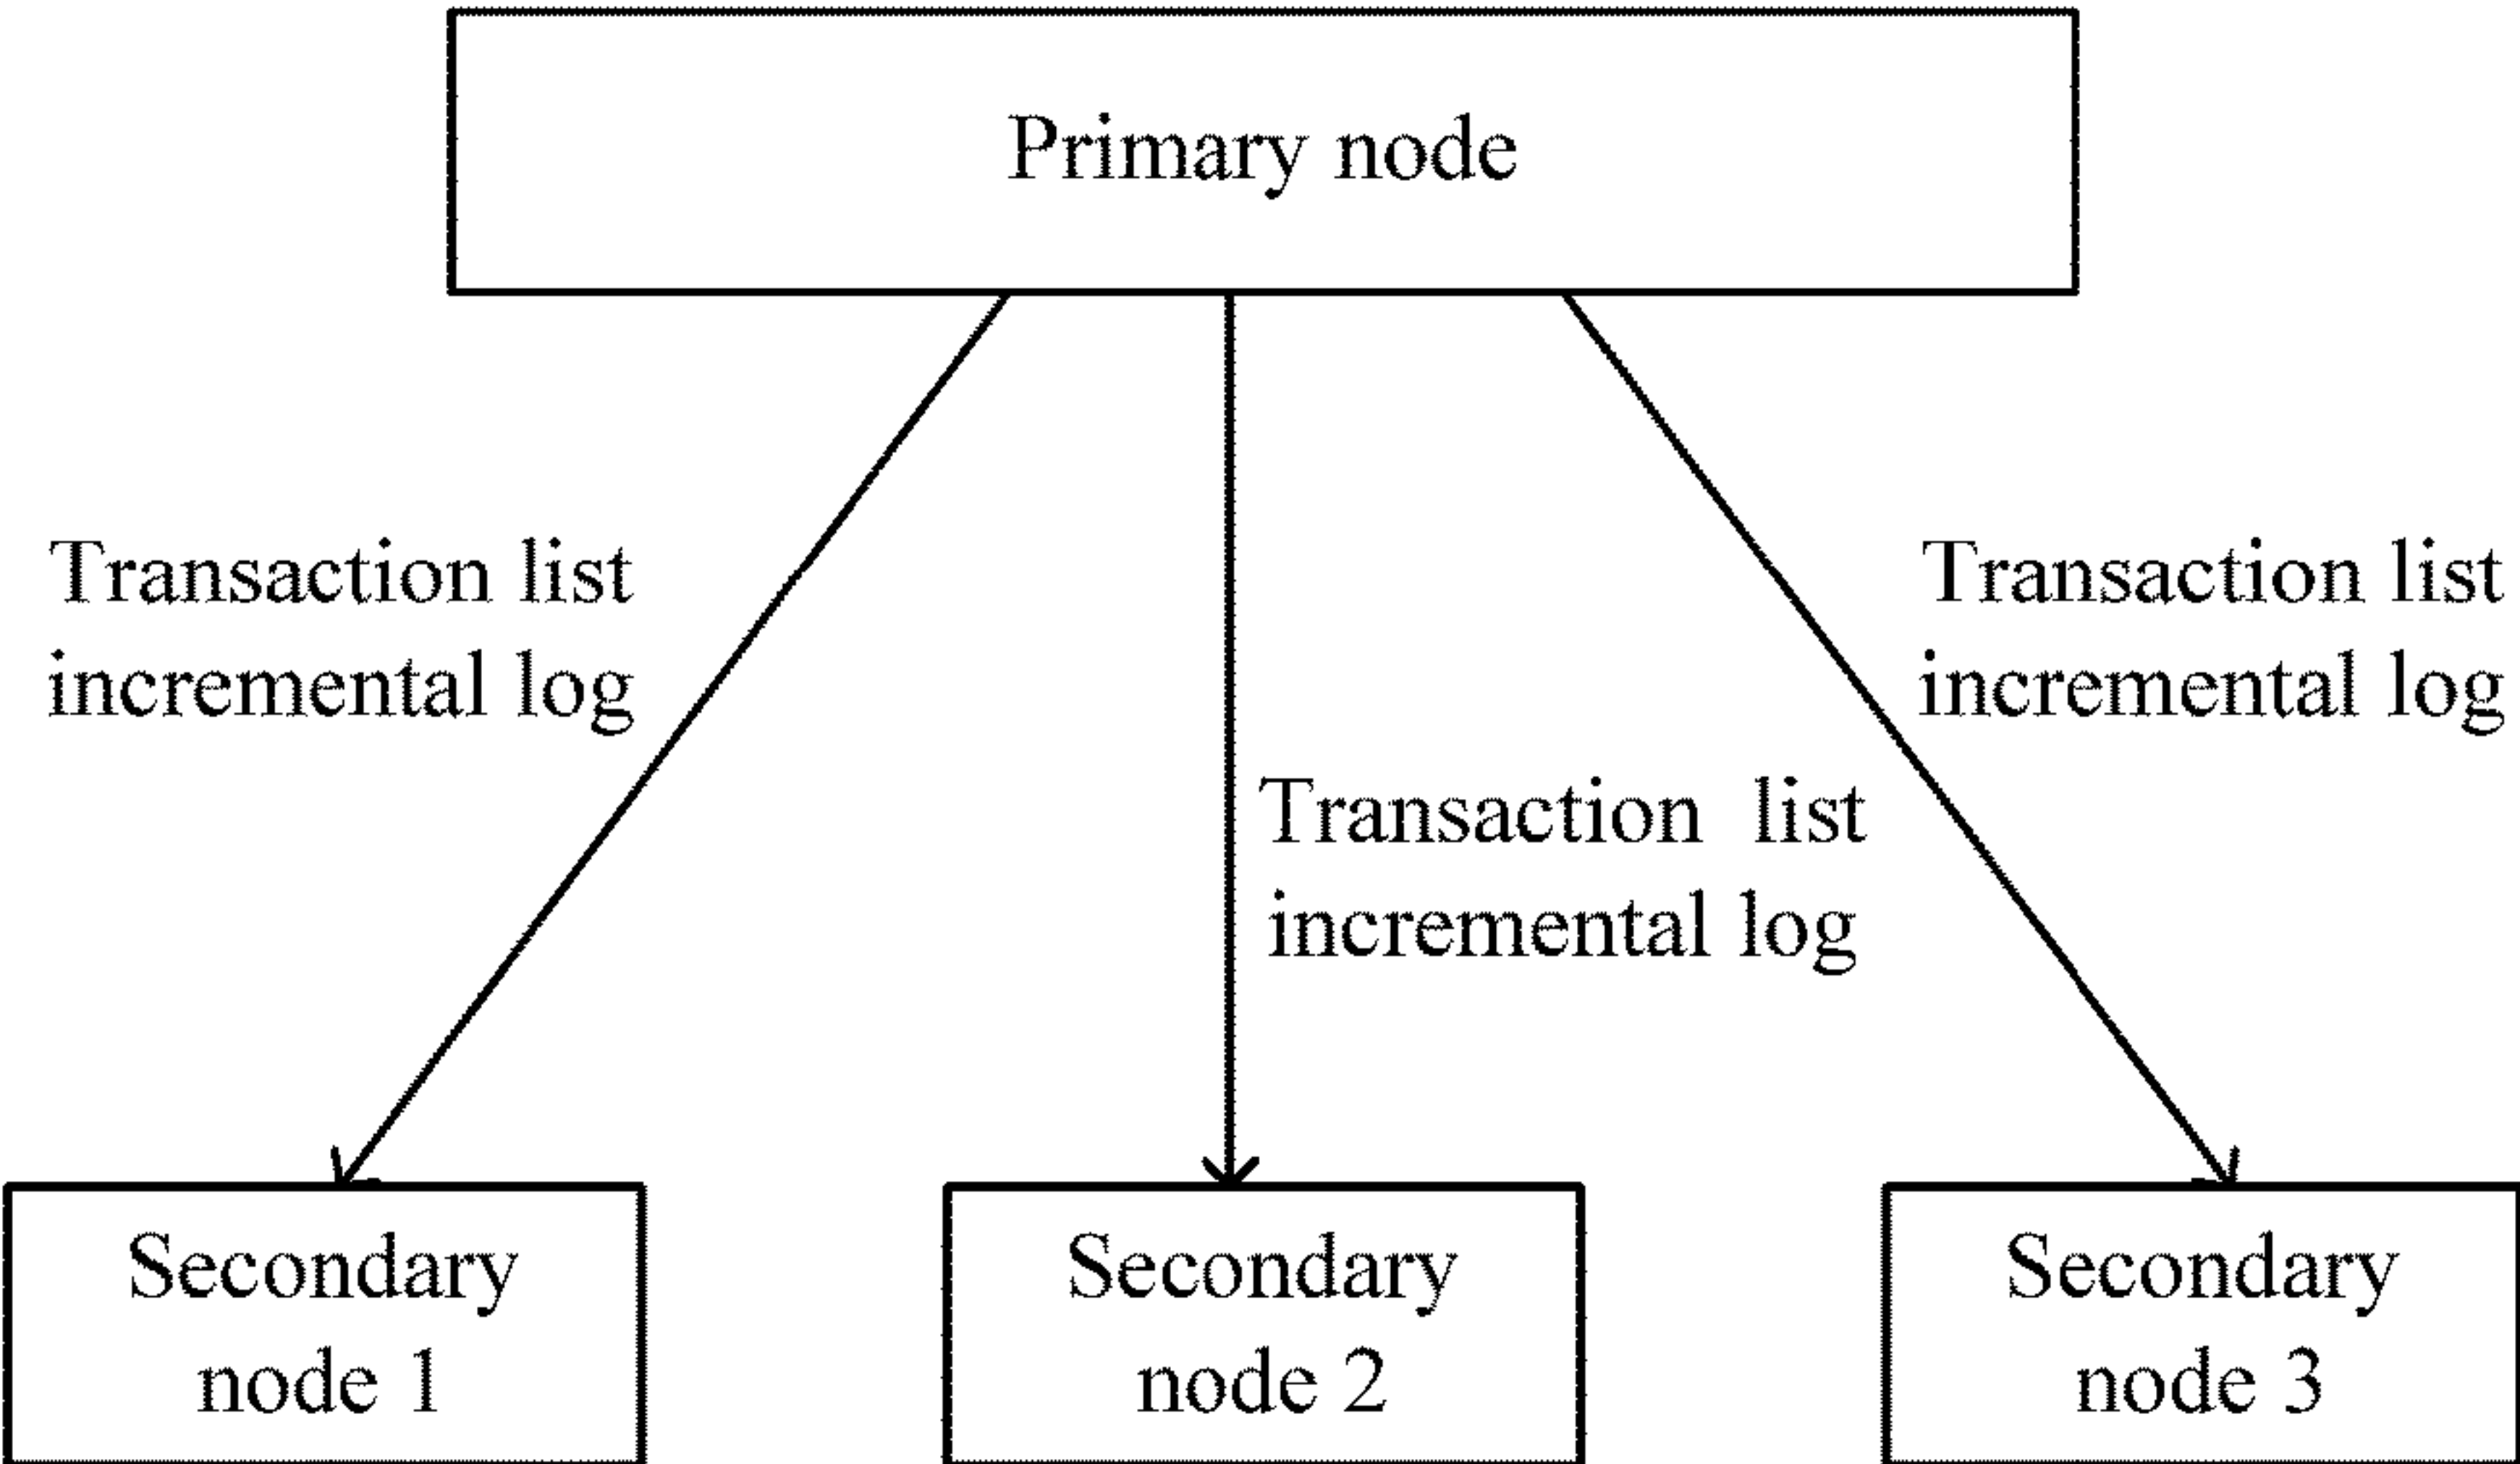 Primary node
Transaction list
incremental log
Transaction list
incremental log
Transaction list
incremental log
Secondary
node 1
Secondary
node 2
Secondary
node 3